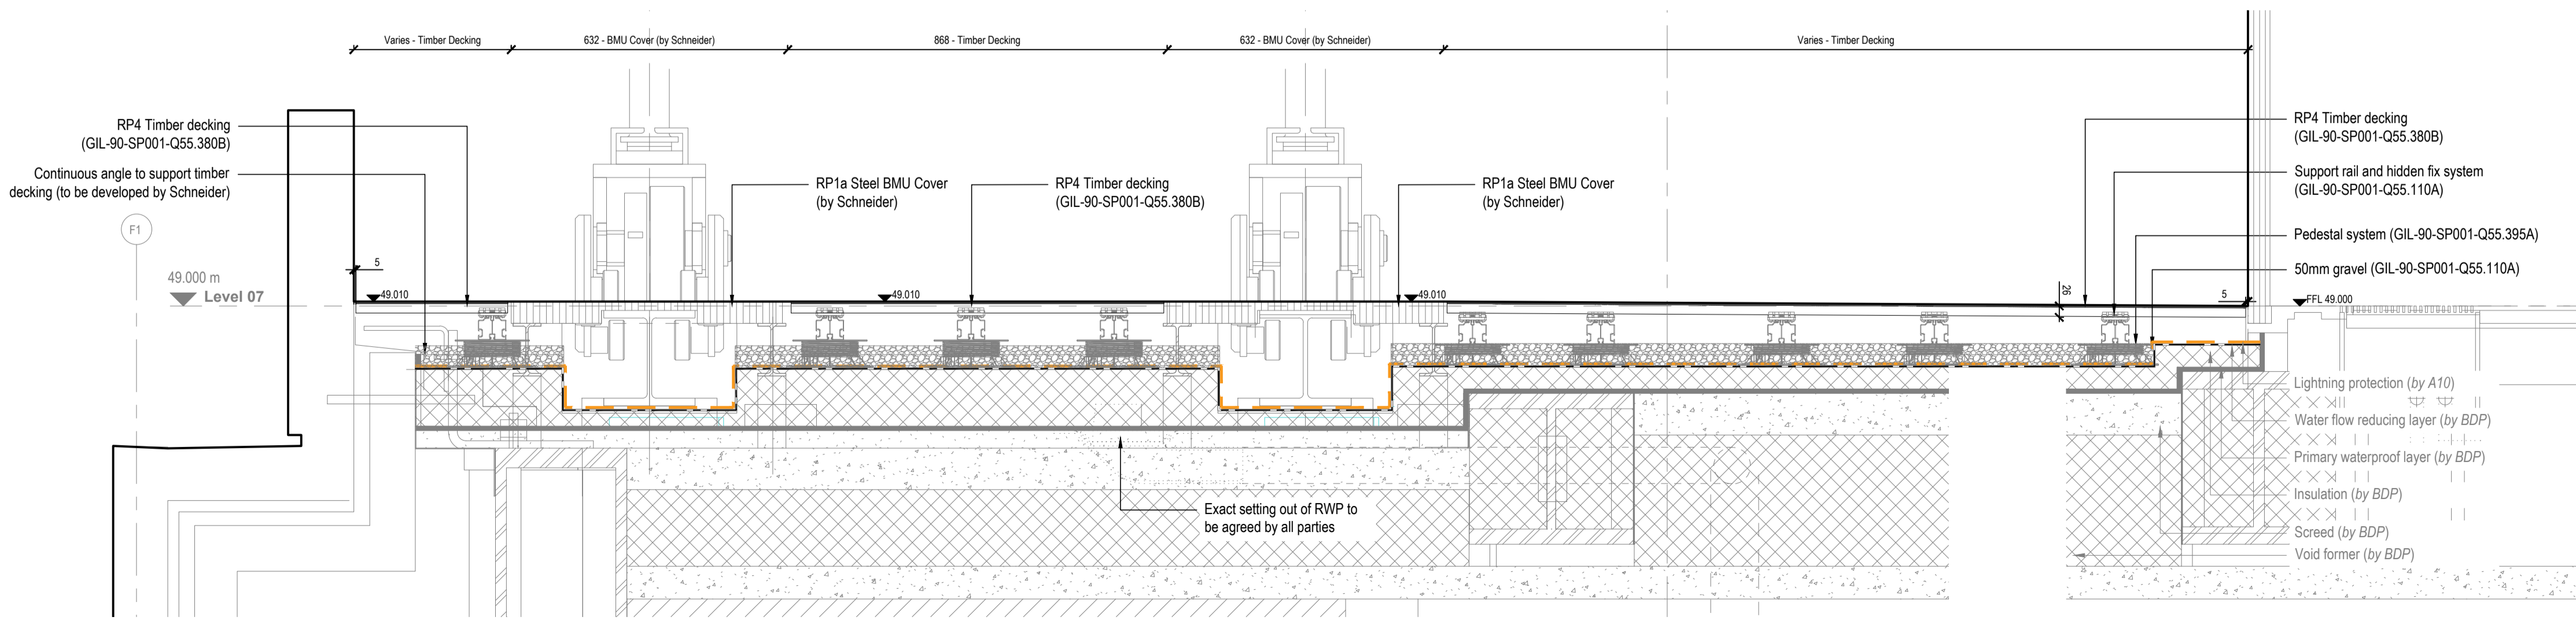 Varies - Timber Decking
632 - BMU Cover (by Schneider)
868 - Timber Decking
632 - BMU Cover (by Schneider)
Varies - Timber Decking
RP4 Timber decking
(GIL-90-SP001-Q55.380B)
Continuous angle to support timber
decking (to be developed by Schneider)
RP1a Steel BMU Cover
(by Schneider)
RP4 Timber decking
(GIL-90-SP001-Q55.380B)
RP1a Steel BMU Cover
(by Schneider)
RP4 Timber decking
(GIL-90-SP001-Q55.380B)
Support rail and hidden fix system
(GIL-90-SP001-Q55.110A)
Pedestal system (GIL-90-SP001-Q55.395A)
50mm gravel (GIL-90-SP001-Q55.110A)
F1
49.000 m
Level 07
5
49.010
49.010
49.010
26
5
FFL 49.000
Lightning protection (by A10)
Water flow reducing layer (by BDP)
Primary waterproof layer (by BDP)
Insulation (by BDP)
Screed (by BDP)
Void former (by BDP)
Exact setting out of RWP to
be agreed by all parties